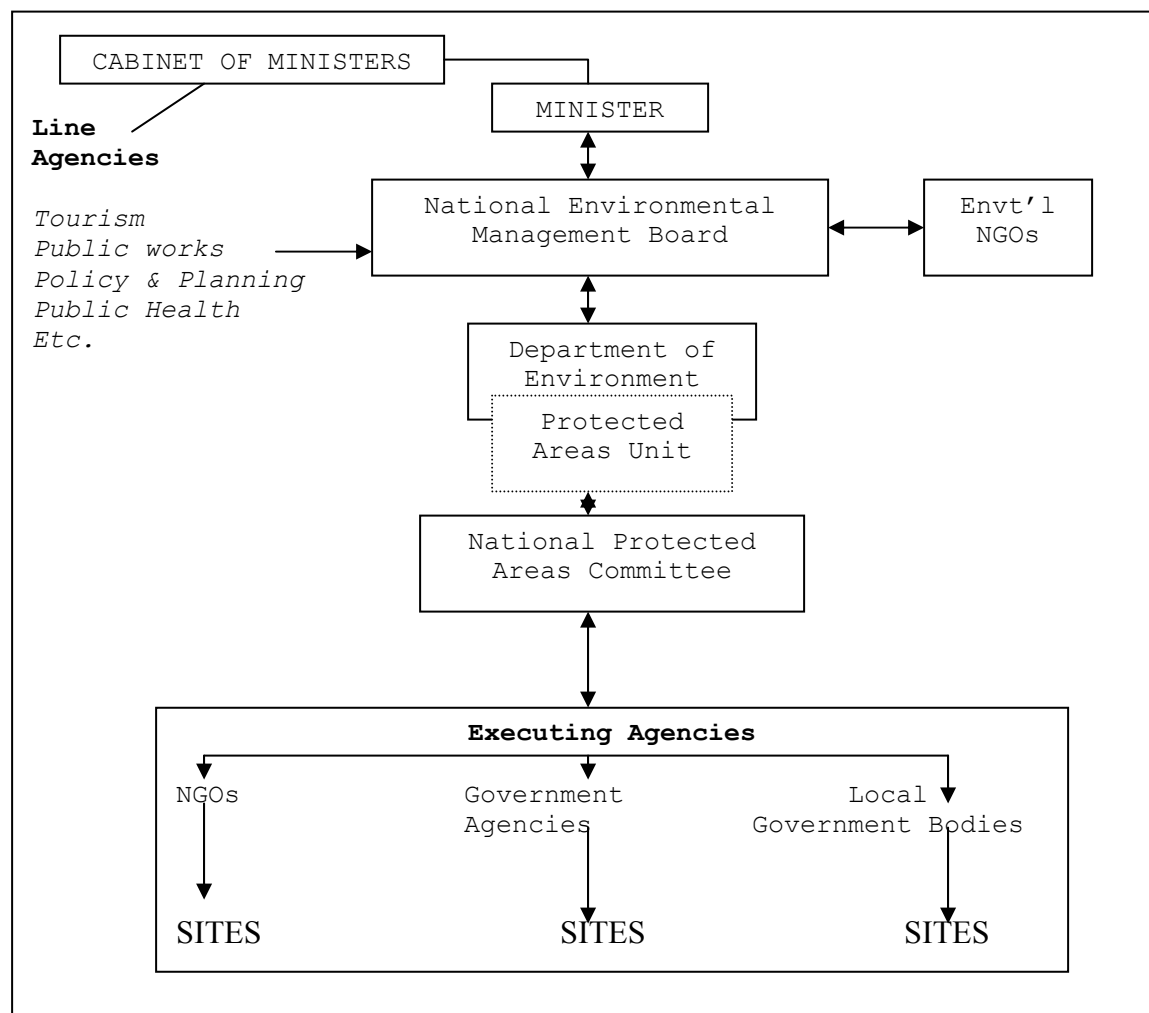 CABINET OF MINISTERS
MINISTER
Line
Agencies
Tourism
Public works
Policy & Planning
Public Health
Etc.
National Environmental
Management Board
Envt’l
NGOs
Department of
Environment
Protected
Areas Unit
National Protected
Areas Committee
Executing Agencies
NGOs
Government
Agencies
Local
Government Bodies
SITES
SITES
SITES